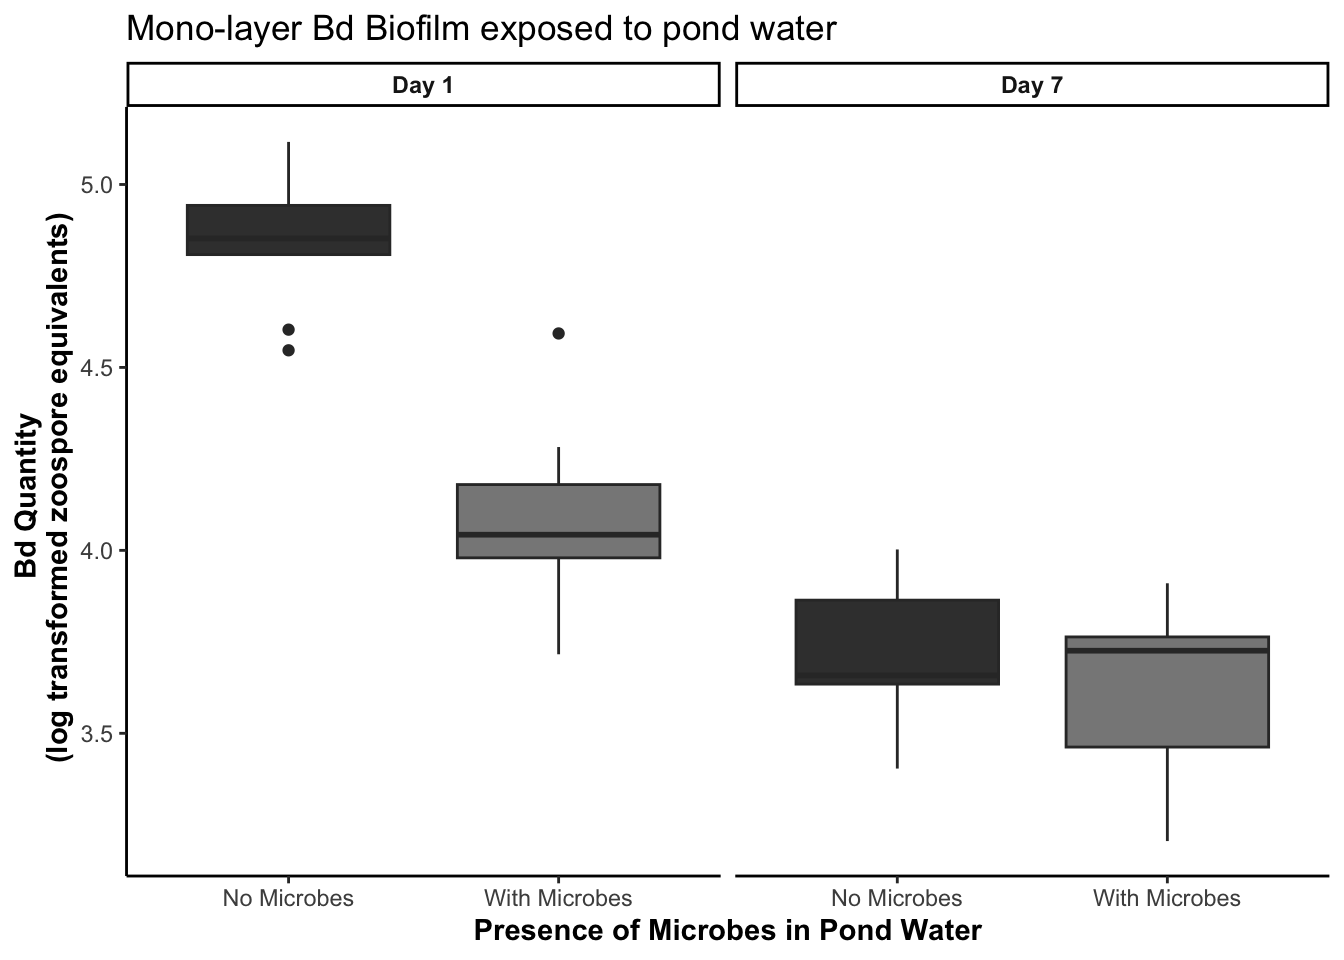 Mono-layer Bd Biofilm exposed to pond water
Day 1
Day 7
Bd Quantity
(log transformed zoospore equivalents)
5.0
4.5
4.0
3.5
No Microbes
With Microbes
No Microbes
With Microbes
Presence of Microbes in Pond Water